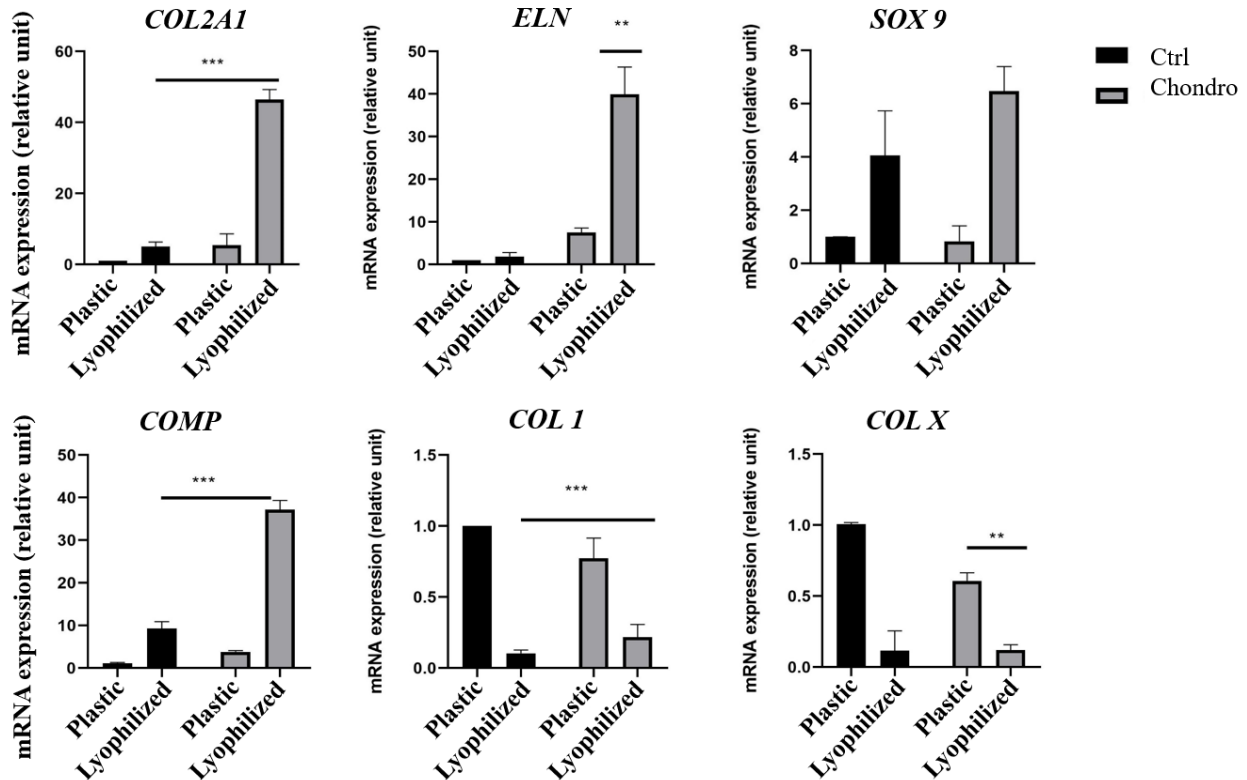 COL2A1
mRNA expression (relative unit)
60
40
20
0
***
Plastic
Lyophilized
Plastic
Lyophilized
ELN
mRNA expression (relative unit)
50
40
30
20
10
0
**
Plastic
Lyophilized
Plastic
Lyophilized
SOX 9
mRNA expression (relative unit)
8
6
4
2
0
Plastic
Lyophilized
Plastic
Lyophilized
Ctrl
Chondro
COMP
mRNA expression (relative unit)
50
40
30
20
10
0
***
Plastic
Lyophilized
Plastic
Lyophilized
COL 1
mRNA expression (relative unit)
1.5
1.0
0.5
0.0
***
Plastic
Lyophilized
Plastic
Lyophilized
COL X
mRNA expression (relative unit)
1.5
1.0
0.5
0.0
**
Plastic
Lyophilized
Plastic
Lyophilized